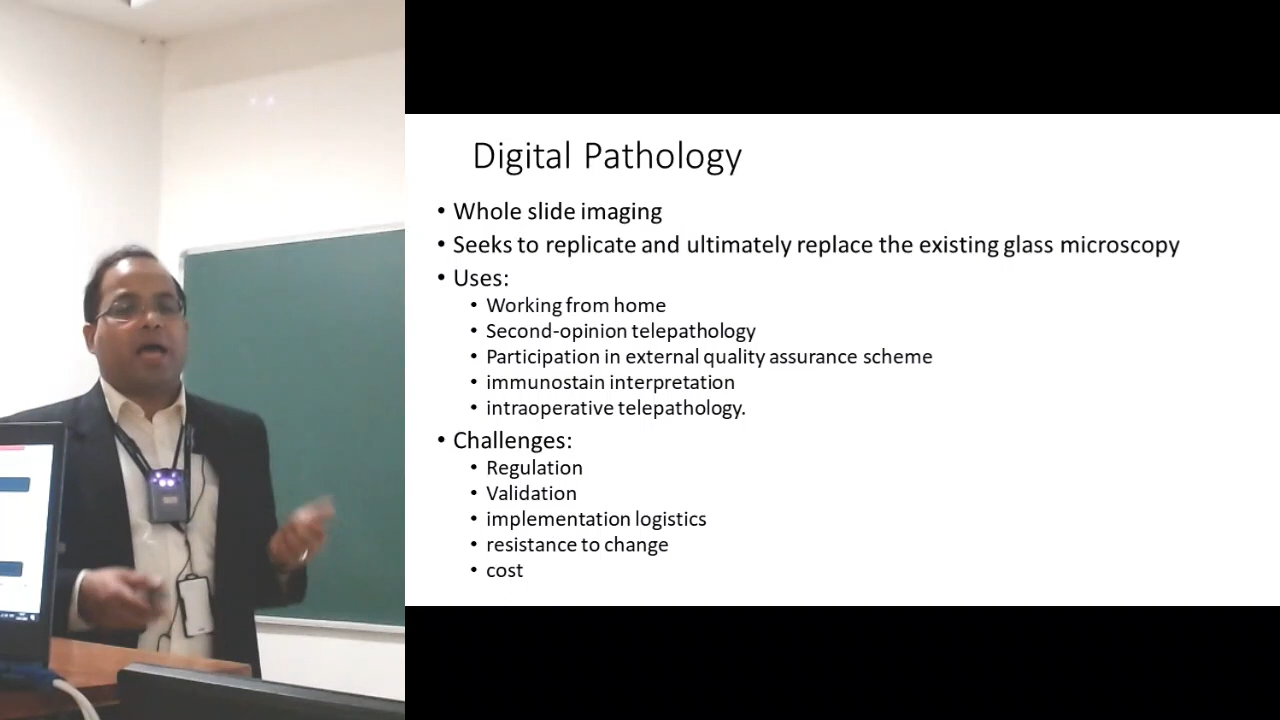 Digital Pathology
• Whole slide imaging
• Seeks to replicate and ultimately replace the existing glass microscopy
• Uses:
• Working from home
• Second-opinion telepathology
• Participation in external quality assurance scheme
• immunostain interpretation
• intraoperative telepathology.
• Challenges:
• Regulation
• Validation
• implementation logistics
• resistance to change
• cost